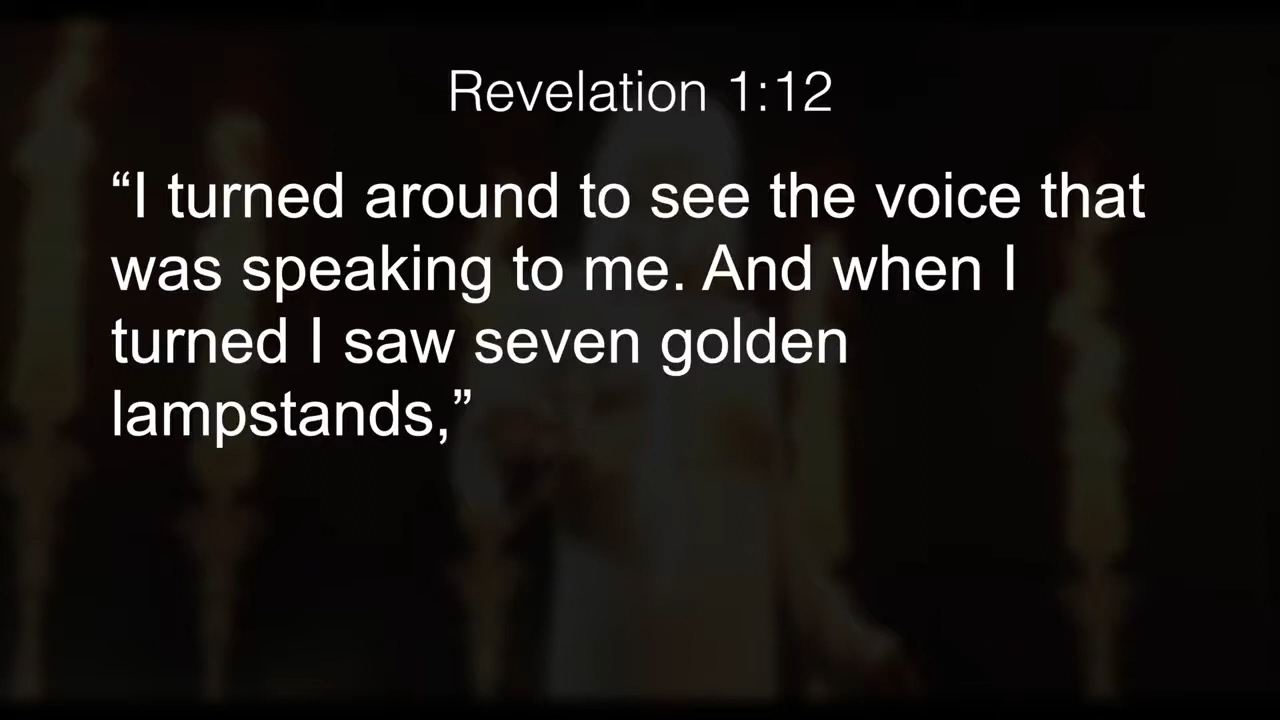 Revelation 1:12
“I turned around to see the voice that
was speaking to me. And when I
turned I saw seven golden
lampstands,”